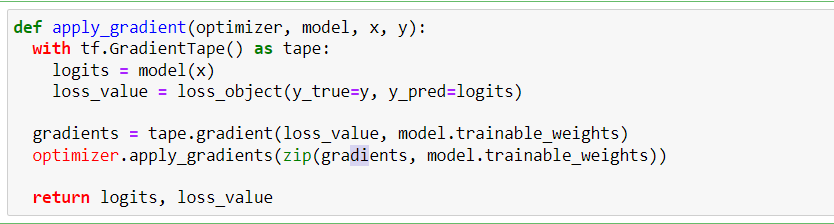 def apply_gradient(optimizer, model, x, y):
  with tf.GradientTape() as tape:
    logits = model(x)
    loss_value = loss_object(y_true=y, y_pred=logits)
  gradients = tape.gradient(loss_value, model.trainable_weights)
  optimizer.apply_gradients(zip(gradients, model.trainable_weights))
  return logits, loss_value